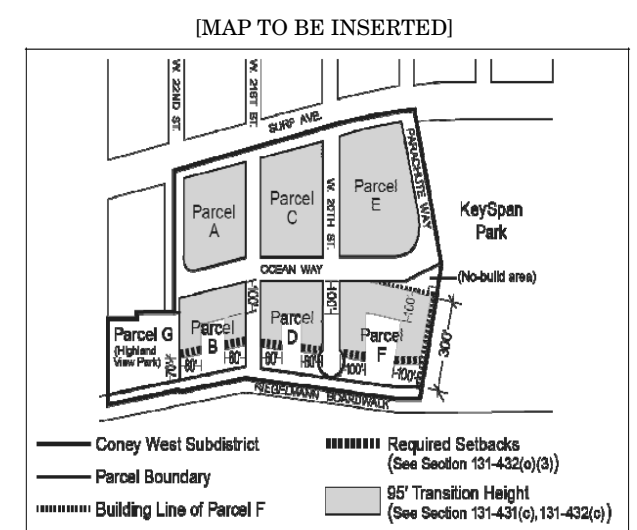 [MAP TO BE INSERTED]
W. 22ND ST.
W. 21ST ST.
SURF AVE.
PARACHUTE WAY
W. 20TH ST.
Parcel
A
Parcel
C
Parcel
E
KeySpan
Park
OCEAN WAY
(No-build area)
100'
100'
100'
Parcel G
(Highland
View Park)
70'
Parcel
B
Parcel
D
Parcel
F
300'
80'
80'
80'
80'
100'
100'
RIEGELMANN BOARDWALK
Coney West Subdistrict
Parcel Boundary
Building Line of Parcel F
Required Setbacks
(See Section 131-432(c)(3))
95' Transition Height
(See Section 131-431(c), 131-432(c))